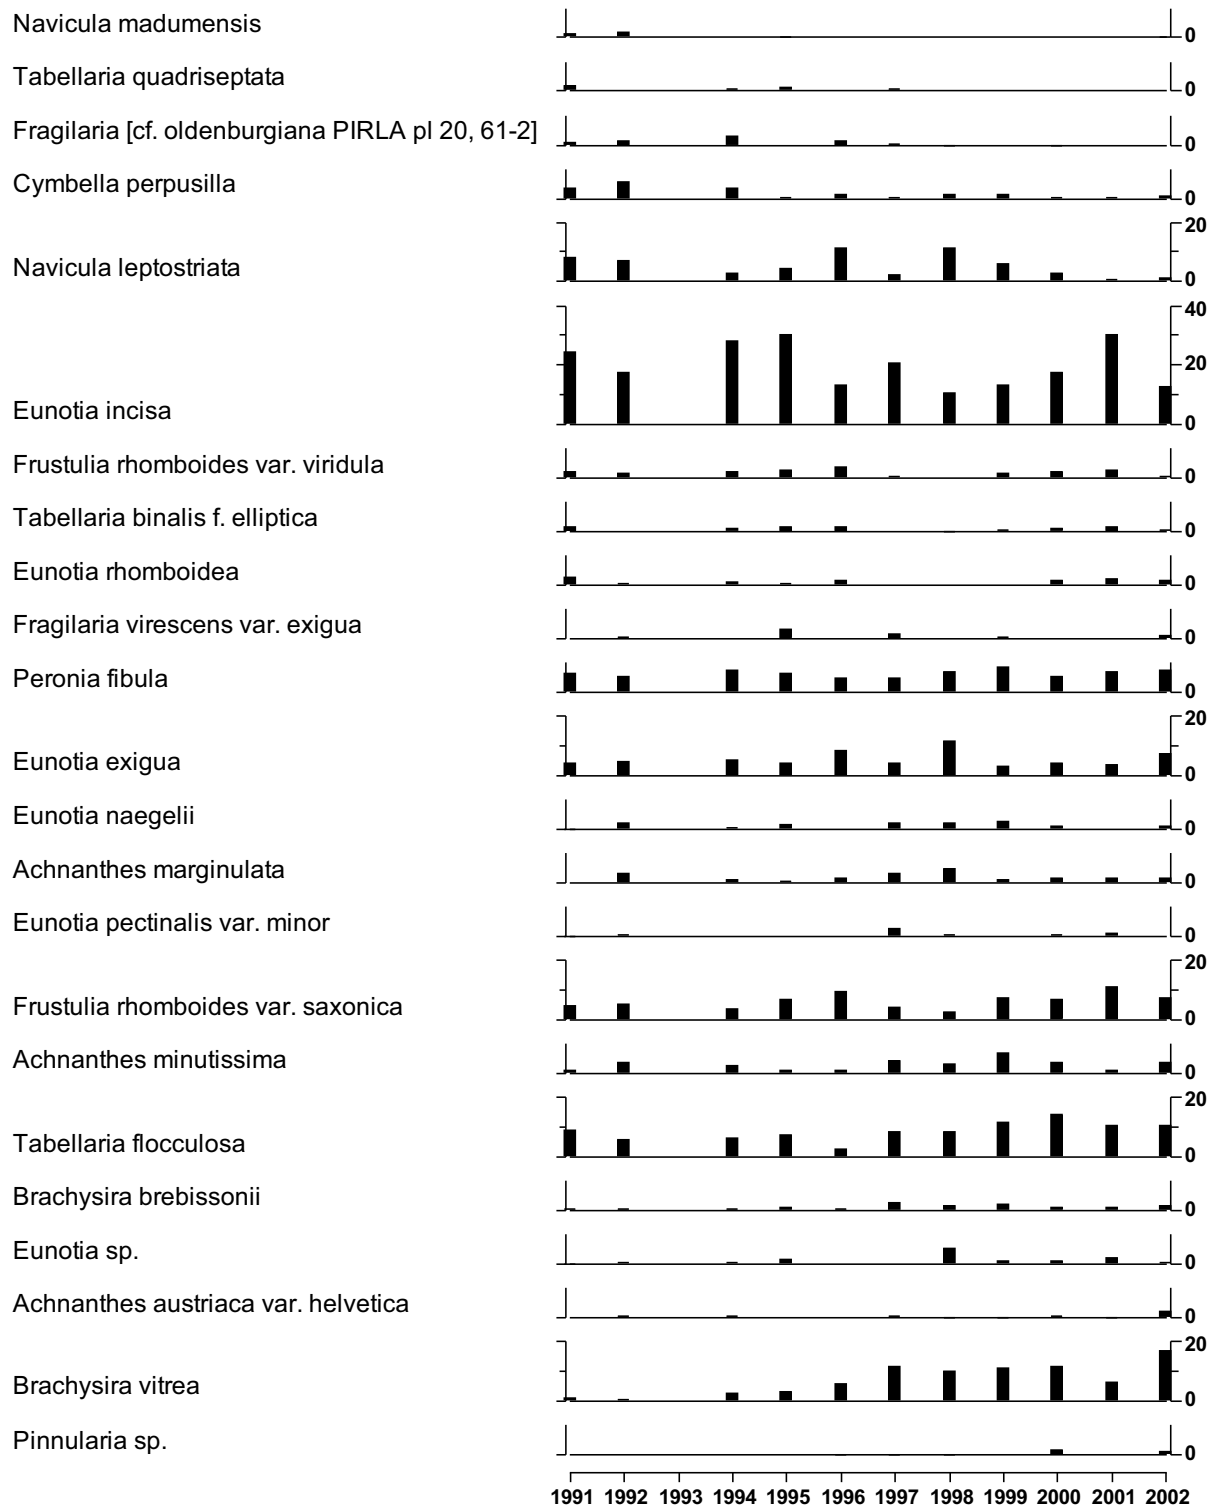 Navicula madumensis 0
Tabellaria quadriseptata 0
Fragilaria [cf. oldenburgiana PIRLA pl 20, 61-2] 0
Cymbella perpusilla 0
20
Navicula leptostriata 0
40
20
Eunotia incisa 0
Frustulia rhomboides var. viridula 0
Tabellaria binalis f. elliptica 0
Eunotia rhomboidea 0
Fragilaria virescens var. exigua 0
Peronia fibula 0
20
Eunotia exigua 0
Eunotia naegelii 0
Achnanthes marginulata 0
Eunotia pectinalis var. minor 0
20
Frustulia rhomboides var. saxonica 0
Achnanthes minutissima 0
20
Tabellaria flocculosa 0
Brachysira brebissonii 0
Eunotia sp. 0
Achnanthes austriaca var. helvetica 0
20
Brachysira vitrea 0
Pinnularia sp. 0
1991 1992 1993 1994 1995 1996 1997 1998 1999 2000 2001 2002